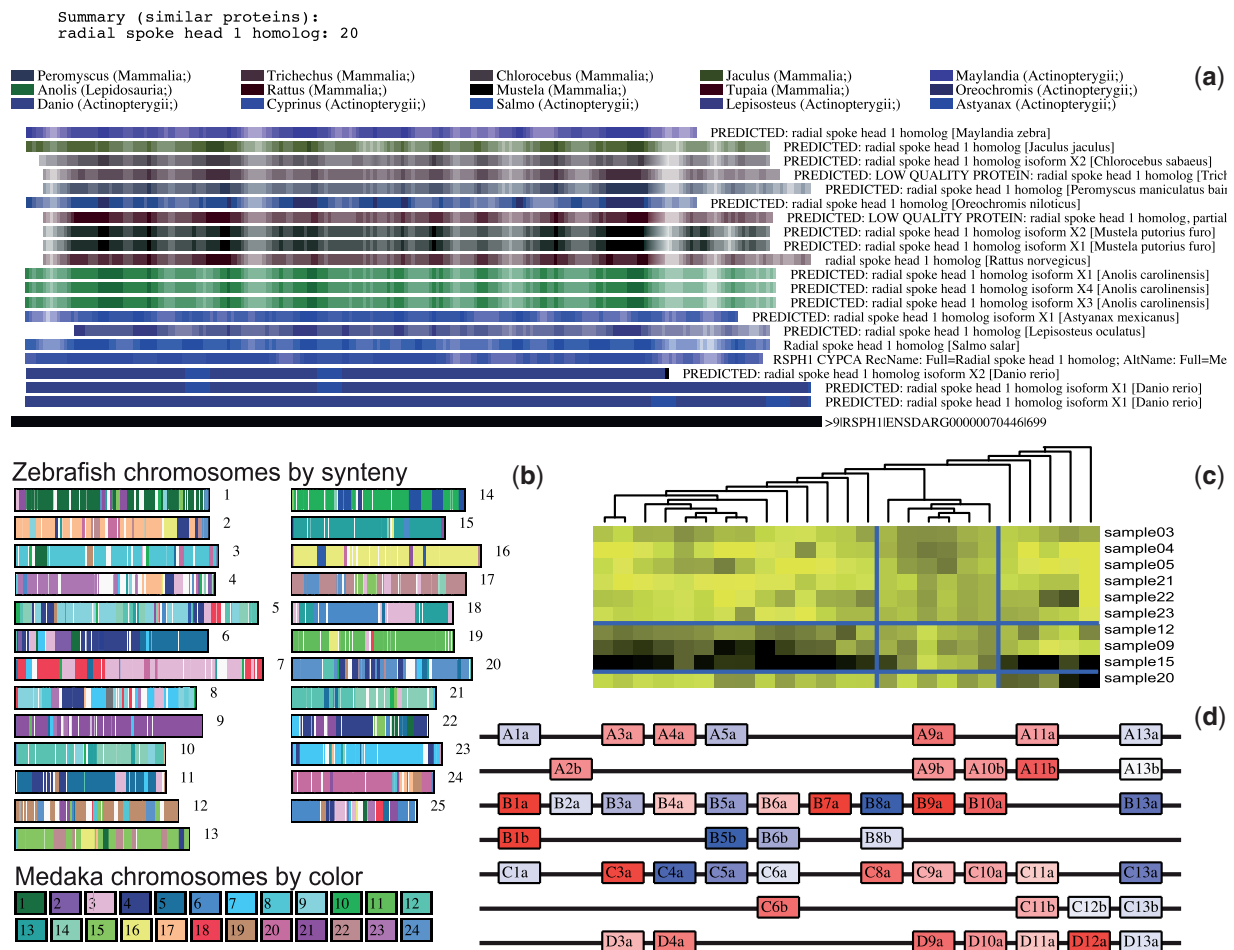 Summary (similar proteins):
radial spoke head 1 homolog: 20
(a)
Peromyscus (Mammalia;) Trichechus (Mammalia;) Chlorocebus (Mammalia;) Jaculus (Mammalia;) Maylandia (Actinopterygii;)
Anolis (Lepidosauria;) Rattus (Mammalia;) Mustela (Mammalia;) Tupaia (Mammalia;) Oreochromis (Actinopterygii;)
Danio (Actinopterygii;) Cyprinus (Actinopterygii;) Salmo (Actinopterygii;) Lepisosteus (Actinopterygii;) Astyanax (Actinopterygii;)
PREDICTED: radial spoke head 1 homolog [Maylandia zebra]
PREDICTED: radial spoke head 1 homolog [Jaculus jaculus]
PREDICTED: radial spoke head 1 homolog isoform X2 [Chlorocebus sabaeus]
PREDICTED: LOW QUALITY PROTEIN: radial spoke head 1 homolog [Trich
PREDICTED: radial spoke head 1 homolog [Peromyscus maniculatus bair
PREDICTED: radial spoke head 1 homolog [Oreochromis niloticus]
PREDICTED: LOW QUALITY PROTEIN: radial spoke head 1 homolog, partial
PREDICTED: radial spoke head 1 homolog isoform X2 [Mustela putorius furo]
PREDICTED: radial spoke head 1 homolog isoform X1 [Mustela putorius furo]
radial spoke head 1 homolog [Rattus norvegicus]
PREDICTED: radial spoke head 1 homolog isoform X1 [Anolis carolinensis]
PREDICTED: radial spoke head 1 homolog isoform X4 [Anolis carolinensis]
PREDICTED: radial spoke head 1 homolog isoform X3 [Anolis carolinensis]
PREDICTED: radial spoke head 1 homolog isoform X1 [Astyanax mexicanus]
PREDICTED: radial spoke head 1 homolog [Lepisosteus oculatus]
Radial spoke head 1 homolog [Salmo salar]
RSPH1 CYPCA RecName: Full=Radial spoke head 1 homolog; AltName: Full=Me
PREDICTED: radial spoke head 1 homolog isoform X2 [Danio rerio]
PREDICTED: radial spoke head 1 homolog isoform X1 [Danio rerio]
PREDICTED: radial spoke head 1 homolog isoform X1 [Danio rerio]
>9|RSPH1|ENSDARG00000070446|699
Zebrafish chromosomes by synteny
(b)
1
2
3
4
5
6
7
8
9
10
11
12
13
14
15
16
17
18
19
20
21
22
23
24
25
Medaka chromosomes by color
1 2 3 4 5 6 7 8 9 10 11 12
13 14 15 16 17 18 19 20 21 22 23 24
(c)
sample03
sample04
sample05
sample21
sample22
sample23
sample12
sample09
sample15
sample20
(d)
A1a A3a A4a A5a A9a A11a A13a
A2b A9b A10b A11b A13b
B1a B2a B3a B4a B5a B6a B7a B8a B9a B10a B13a
B1b B5b B6b B8b
C1a C3a C4a C5a C6a C8a C9a C10a C11a C13a
C6b C11b C12b C13b
D3a D4a D9a D10a D11a D12a D13a